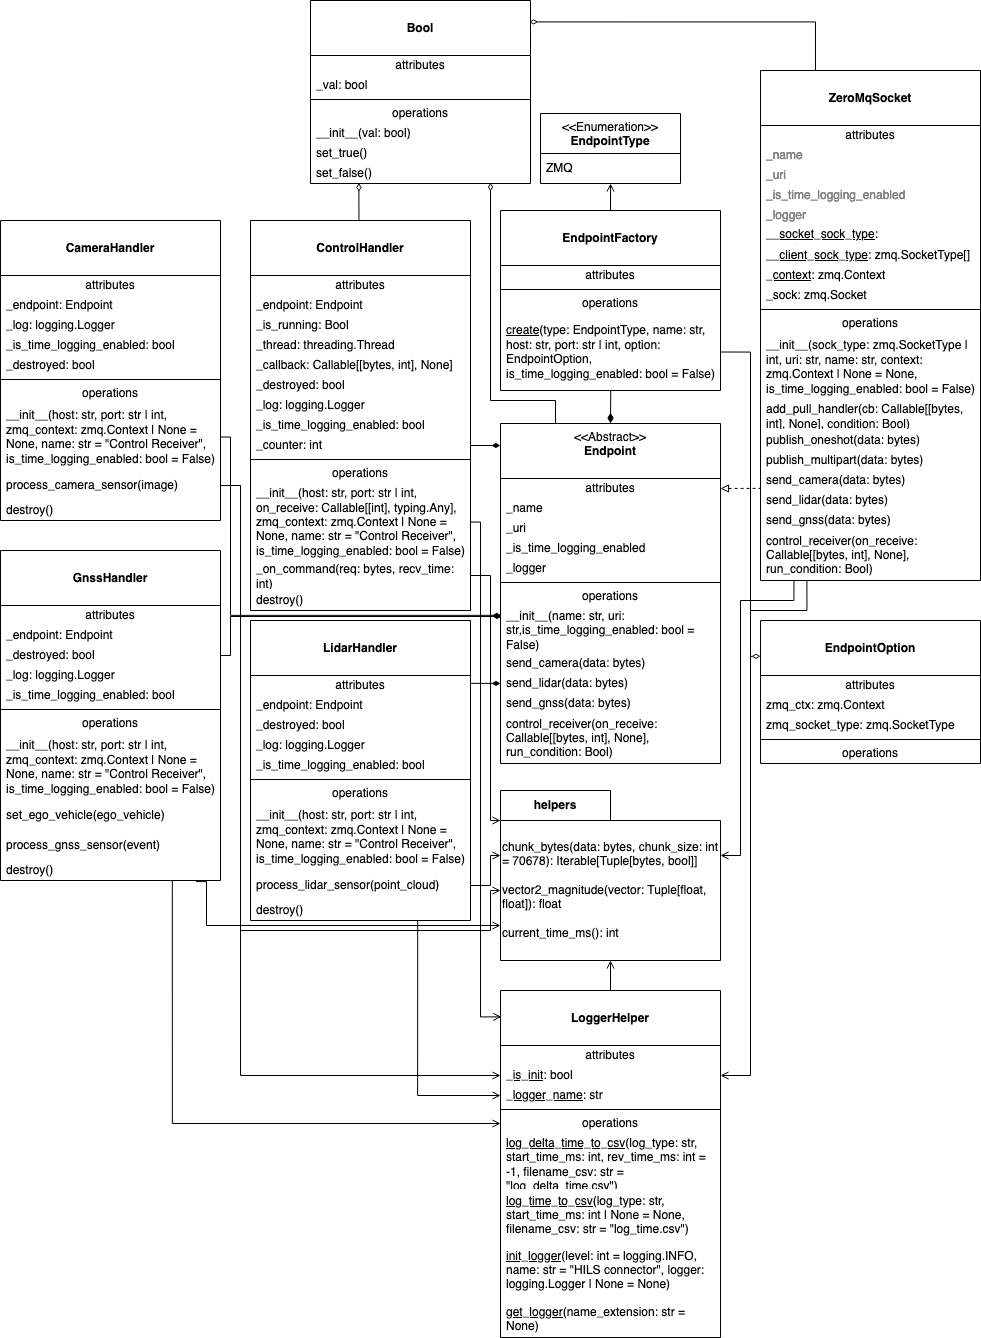 Bool
attributes
_val: bool
operations
__init__(val: bool)
set_true()
set_false()
<<Enumeration>>
EndpointType
ZMQ
ZeroMqSocket
attributes
_name
_uri
_is_time_logging_enabled
_logger
__socket_sock_type:
__client_sock_type: zmq.SocketType[]
_context: zmq.Context
_sock: zmq.Socket
operations
__init__(sock_type: zmq.SocketType |
int, uri: str, name: str, context:
zmq.Context | None = None,
is_time_logging_enabled: bool = False)
add_pull_handler(cb: Callable[[bytes,
int], None], condition: Bool)
publish_oneshot(data: bytes)
publish_multipart(data: bytes)
send_camera(data: bytes)
send_lidar(data: bytes)
send_gnss(data: bytes)
control_receiver(on_receive:
Callable[[bytes, int], None],
run_condition: Bool)
CameraHandler
attributes
_endpoint: Endpoint
_log: logging.Logger
_is_time_logging_enabled: bool
_destroyed: bool
operations
__init__(host: str, port: str | int,
zmq_context: zmq.Context | None =
None, name: str = "Control Receiver",
is_time_logging_enabled: bool = False)
process_camera_sensor(image)
destroy()
ControlHandler
attributes
_endpoint: Endpoint
_is_running: Bool
_thread: threading.Thread
_callback: Callable[[bytes, int], None]
_destroyed: bool
_log: logging.Logger
_is_time_logging_enabled: bool
_counter: int
operations
__init__(host: str, port: str | int,
on_receive: Callable[[int], typing.Any],
zmq_context: zmq.Context | None =
None, name: str = "Control Receiver",
is_time_logging_enabled: bool = False)
_on_command(req: bytes, recv_time:
int)
destroy()
EndpointFactory
attributes
operations
create(type: EndpointType, name: str,
host: str, port: str | int, option:
EndpointOption,
is_time_logging_enabled: bool = False)
<<Abstract>>
Endpoint
attributes
_name
_uri
_is_time_logging_enabled
_logger
operations
__init__(name: str, uri:
str,is_time_logging_enabled: bool =
False)
send_camera(data: bytes)
send_lidar(data: bytes)
send_gnss(data: bytes)
control_receiver(on_receive:
Callable[[bytes, int], None],
run_condition: Bool)
GnssHandler
attributes
_endpoint: Endpoint
_destroyed: bool
_log: logging.Logger
_is_time_logging_enabled: bool
operations
__init__(host: str, port: str | int,
zmq_context: zmq.Context | None =
None, name: str = "Control Receiver",
is_time_logging_enabled: bool = False)
set_ego_vehicle(ego_vehicle)
process_gnss_sensor(event)
destroy()
LidarHandler
attributes
_endpoint: Endpoint
_destroyed: bool
_log: logging.Logger
_is_time_logging_enabled: bool
operations
__init__(host: str, port: str | int,
zmq_context: zmq.Context | None =
None, name: str = "Control Receiver",
is_time_logging_enabled: bool = False)
process_lidar_sensor(point_cloud)
destroy()
EndpointOption
attributes
zmq_ctx: zmq.Context
zmq_socket_type: zmq.SocketType
operations
helpers
chunk_bytes(data: bytes, chunk_size: int
= 70678): Iterable[Tuple[bytes, bool]]
vector2_magnitude(vector: Tuple[float,
float]): float
current_time_ms(): int
LoggerHelper
attributes
_is_init: bool
_logger_name: str
operations
log_delta_time_to_csv(log_type: str,
start_time_ms: int, rev_time_ms: int =
-1, filename_csv: str =
"log_delta_time.csv")
log_time_to_csv(log_type: str,
start_time_ms: int | None = None,
filename_csv: str = "log_time.csv")
init_logger(level: int = logging.INFO,
name: str = "HILS connector", logger:
logging.Logger | None = None)
get_logger(name_extension: str =
None)